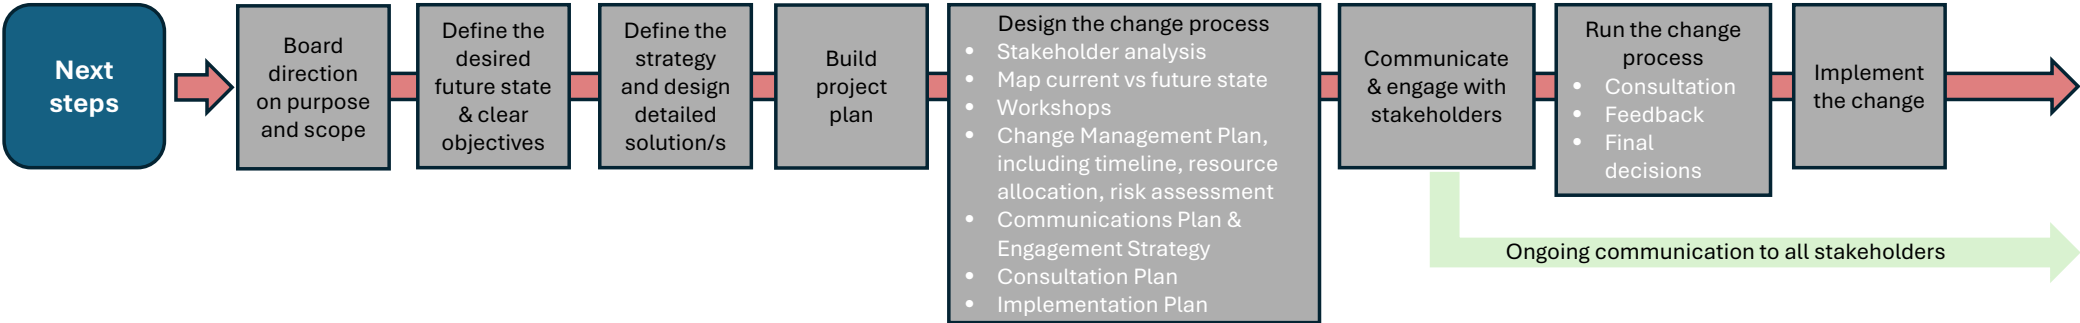 Next
steps
Board
direction
on purpose
and scope
Define the
desired
future state
& clear
objectives
Define the
strategy
and design
detailed
solution/s
Build
project
plan
Design the change process
• Stakeholder analysis
• Map current vs future state
• Workshops
• Change Management Plan,
including timeline, resource
allocation, risk assessment
• Communications Plan &
Engagement Strategy
• Consultation Plan
• Implementation Plan
Communicate
& engage with
stakeholders
Run the change
process
• Consultation
• Feedback
• Final
decisions
Implement
the change
Ongoing communication to all stakeholders